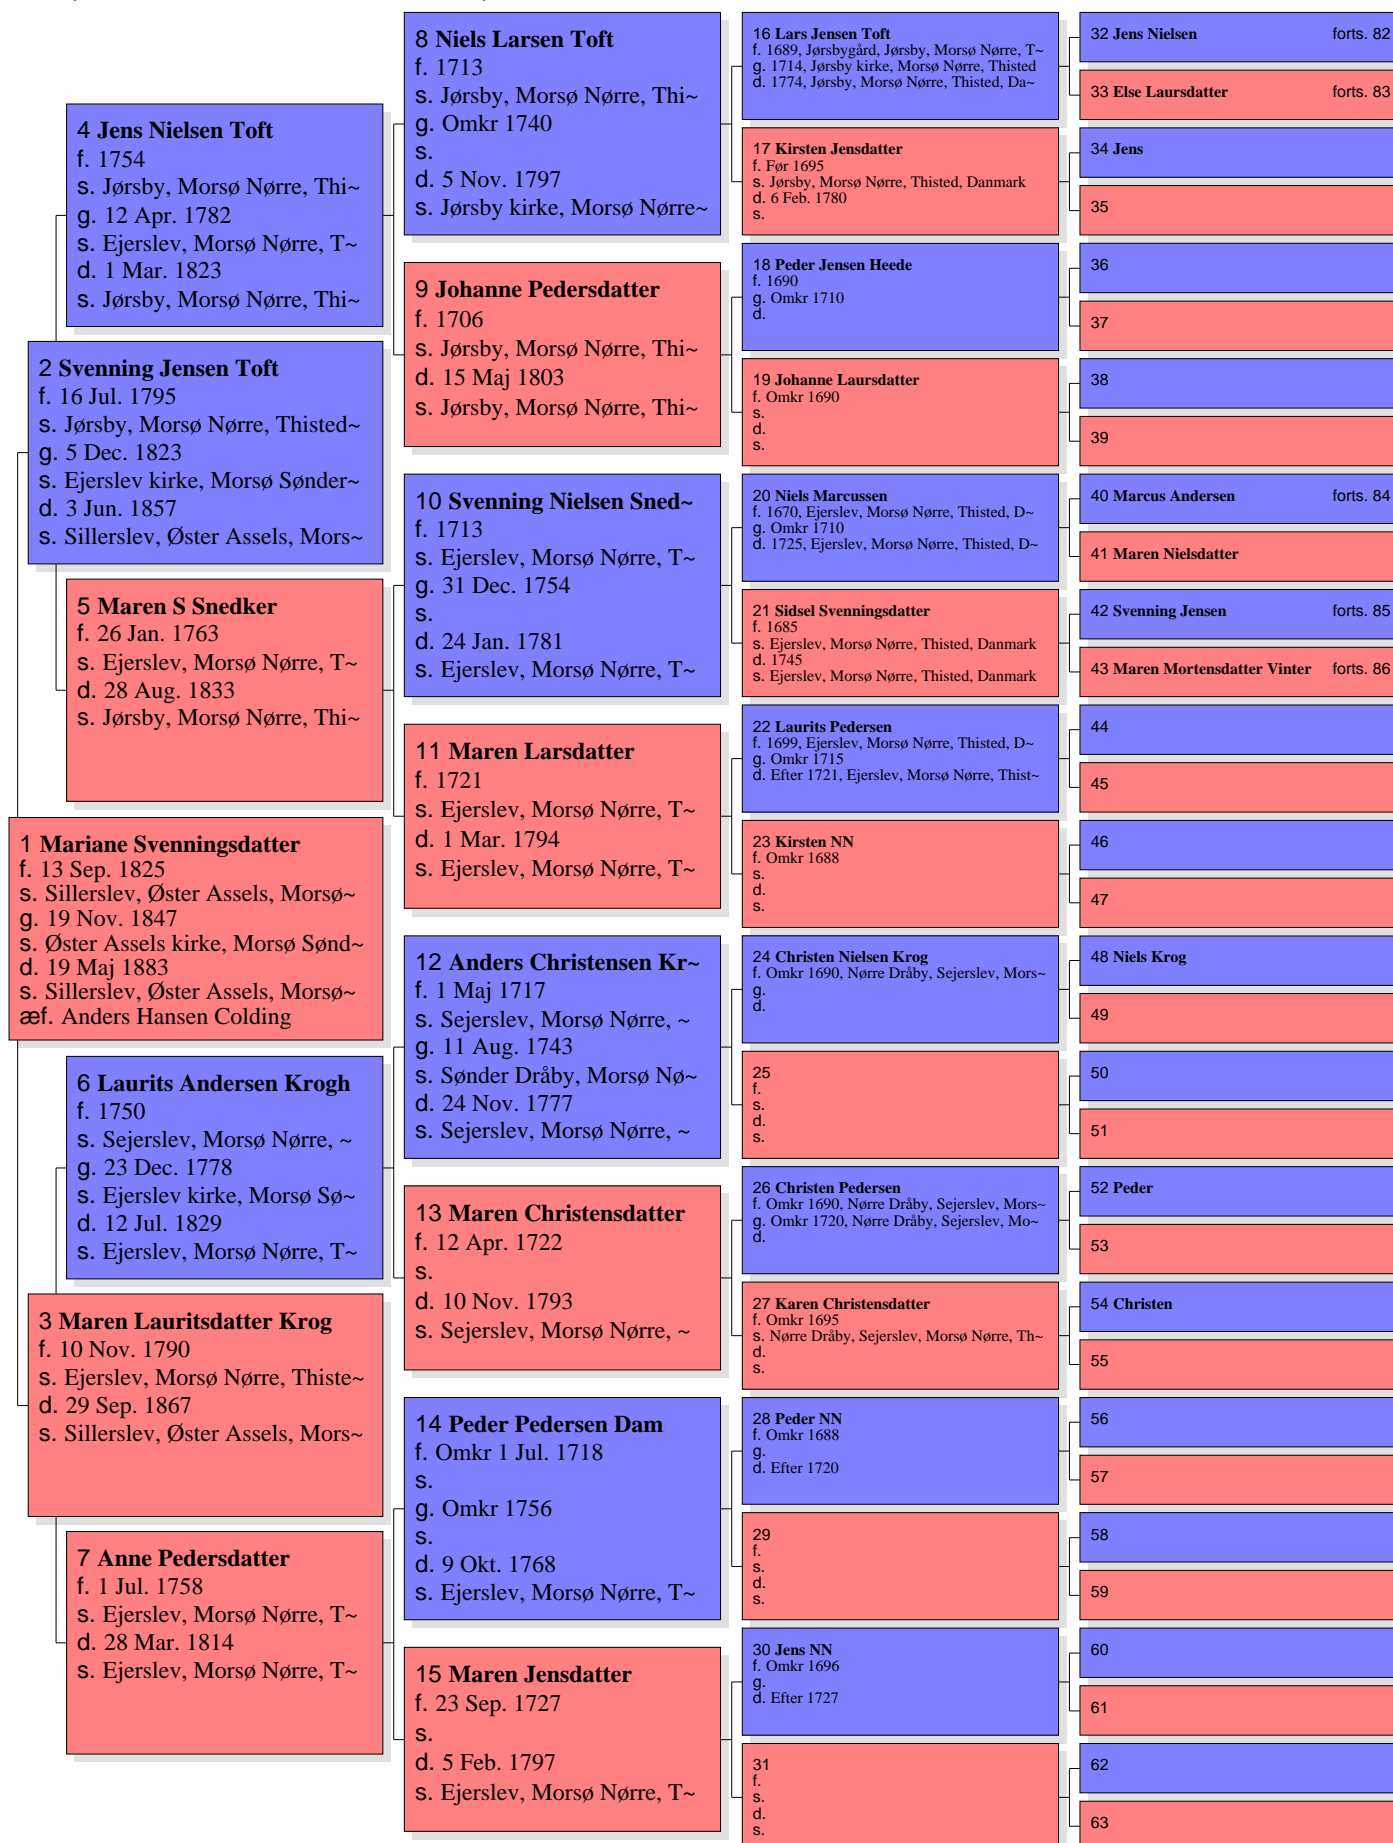 8 Niels Larsen Toft
f. 1713
s. Jørsby, Morsø Nørre, Thi~
g. Omkr 1740
s.
d. 5 Nov. 1797
s. Jørsby kirke, Morsø Nørre~
16 Lars Jensen Toft
f. 1689, Jørsbygård, Jørsby, Morsø Nørre, T~
g. 1714, Jørsby kirke, Morsø Nørre, Thisted
d. 1774, Jørsby, Morsø Nørre, Thisted, Da~
32 Jens Nielsen forts. 82
33 Else Laursdatter forts. 83
4 Jens Nielsen Toft
f. 1754
s. Jørsby, Morsø Nørre, Thi~
g. 12 Apr. 1782
s. Ejerslev, Morsø Nørre, T~
d. 1 Mar. 1823
s. Jørsby, Morsø Nørre, Thi~
17 Kirsten Jensdatter
f. Før 1695
s. Jørsby, Morsø Nørre, Thisted, Danmark
d. 6 Feb. 1780
s.
34 Jens
35
9 Johanne Pedersdatter
f. 1706
s. Jørsby, Morsø Nørre, Thi~
d. 15 Maj 1803
s. Jørsby, Morsø Nørre, Thi~
18 Peder Jensen Heede
f. 1690
g. Omkr 1710
d.
36
37
2 Svenning Jensen Toft
f. 16 Jul. 1795
s. Jørsby, Morsø Nørre, Thisted~
g. 5 Dec. 1823
s. Ejerslev kirke, Morsø Sønder~
d. 3 Jun. 1857
s. Sillerslev, Øster Assels, Mors~
19 Johanne Laursdatter
f. Omkr 1690
s.
d.
s.
38
39
10 Svenning Nielsen Sned~
f. 1713
s. Ejerslev, Morsø Nørre, T~
g. 31 Dec. 1754
s.
d. 24 Jan. 1781
s. Ejerslev, Morsø Nørre, T~
20 Niels Marcussen
f. 1670, Ejerslev, Morsø Nørre, Thisted, D~
g. Omkr 1710
d. 1725, Ejerslev, Morsø Nørre, Thisted, D~
40 Marcus Andersen forts. 84
41 Maren Nielsdatter
5 Maren S Snedker
f. 26 Jan. 1763
s. Ejerslev, Morsø Nørre, T~
d. 28 Aug. 1833
s. Jørsby, Morsø Nørre, Thi~
21 Sidsel Svenningsdatter
f. 1685
s. Ejerslev, Morsø Nørre, Thisted, Danmark
d. 1745
s. Ejerslev, Morsø Nørre, Thisted, Danmark
42 Svenning Jensen forts. 85
43 Maren Mortensdatter Vinter forts. 86
11 Maren Larsdatter
f. 1721
s. Ejerslev, Morsø Nørre, T~
d. 1 Mar. 1794
s. Ejerslev, Morsø Nørre, T~
22 Laurits Pedersen
f. 1699, Ejerslev, Morsø Nørre, Thisted, D~
g. Omkr 1715
d. Efter 1721, Ejerslev, Morsø Nørre, Thist~
44
45
1 Mariane Svenningsdatter
f. 13 Sep. 1825
s. Sillerslev, Øster Assels, Morsø~
g. 19 Nov. 1847
s. Øster Assels kirke, Morsø Sønd~
d. 19 Maj 1883
s. Sillerslev, Øster Assels, Morsø~
æf. Anders Hansen Colding
23 Kirsten NN
f. Omkr 1688
s.
d.
s.
46
47
12 Anders Christensen Kr~
f. 1 Maj 1717
s. Sejerslev, Morsø Nørre, ~
g. 11 Aug. 1743
s. Sønder Dråby, Morsø Nø~
d. 24 Nov. 1777
s. Sejerslev, Morsø Nørre, ~
24 Christen Nielsen Krog
f. Omkr 1690, Nørre Dråby, Sejerslev, Mors~
g.
d.
48 Niels Krog
49
6 Laurits Andersen Krogh
f. 1750
s. Sejerslev, Morsø Nørre, ~
g. 23 Dec. 1778
s. Ejerslev kirke, Morsø Sø~
d. 12 Jul. 1829
s. Ejerslev, Morsø Nørre, T~
25
f.
s.
d.
s.
50
51
13 Maren Christensdatter
f. 12 Apr. 1722
s.
d. 10 Nov. 1793
s. Sejerslev, Morsø Nørre, ~
26 Christen Pedersen
f. Omkr 1690, Nørre Dråby, Sejerslev, Mors~
g. Omkr 1720, Nørre Dråby, Sejerslev, Mo~
d.
52 Peder
53
3 Maren Lauritsdatter Krog
f. 10 Nov. 1790
s. Ejerslev, Morsø Nørre, Thiste~
d. 29 Sep. 1867
s. Sillerslev, Øster Assels, Mors~
27 Karen Christensdatter
f. Omkr 1695
s. Nørre Dråby, Sejerslev, Morsø Nørre, Th~
d.
s.
54 Christen
55
14 Peder Pedersen Dam
f. Omkr 1 Jul. 1718
s.
g. Omkr 1756
s.
d. 9 Okt. 1768
s. Ejerslev, Morsø Nørre, T~
28 Peder NN
f. Omkr 1688
g.
d. Efter 1720
56
57
7 Anne Pedersdatter
f. 1 Jul. 1758
s. Ejerslev, Morsø Nørre, T~
d. 28 Mar. 1814
s. Ejerslev, Morsø Nørre, T~
29
f.
s.
d.
s.
58
59
15 Maren Jensdatter
f. 23 Sep. 1727
s.
d. 5 Feb. 1797
s. Ejerslev, Morsø Nørre, T~
30 Jens NN
f. Omkr 1696
g.
d. Efter 1727
60
61
31
f.
s.
d.
s.
62
63